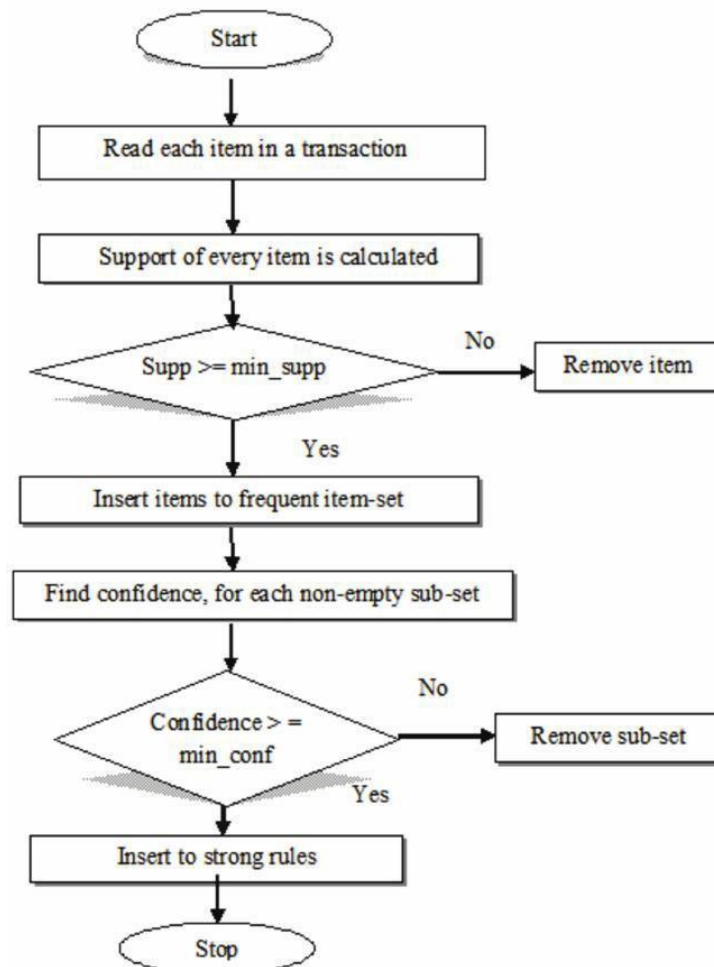 Start
Read each item in a transaction
Support of every item is calculated
Supp >= min_supp
No
Remove item
Yes
Insert items to frequent item-set
Find confidence, for each non-empty sub-set
No
Confidence > =
min_conf
Remove sub-set
Yes
Insert to strong rules
Stop